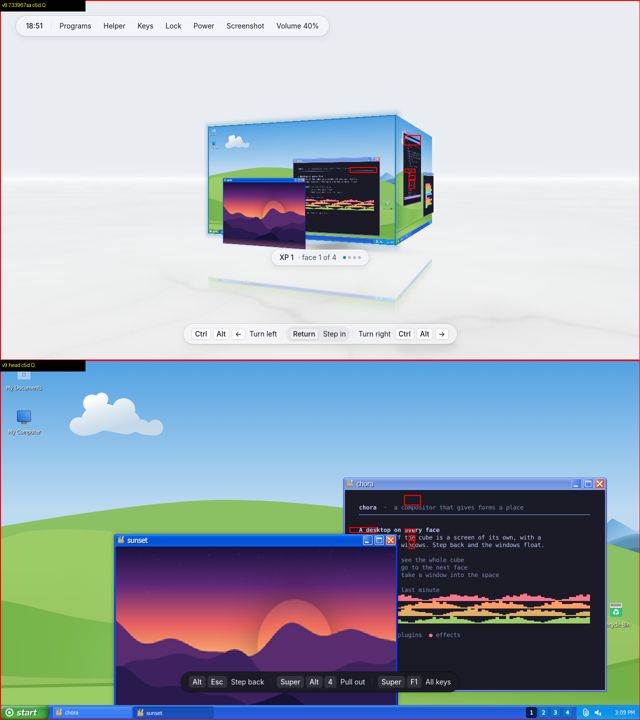 v8 733967aa c5d Q
18:51 Programs Helper Keys Lock Power Screenshot Volume 40%
XP 1 · face 1 of 4
Ctrl Alt ← Turn left Return Step in Turn right Ctrl Alt →
v9 head c5d Q
My Documents
My Computer
chora
chora · a compositor that gives forms a place
A desktop on every face
cube is a screen of its own, with a
windows. Step back and the windows float.
see the whole cube
go to the next face
take a window into the space
last minute
plugins effects
sunset
Alt Esc Step back Super Alt 4 Pull out Super F1 All keys
start chora sunset 1 2 3 4 3:09 PM